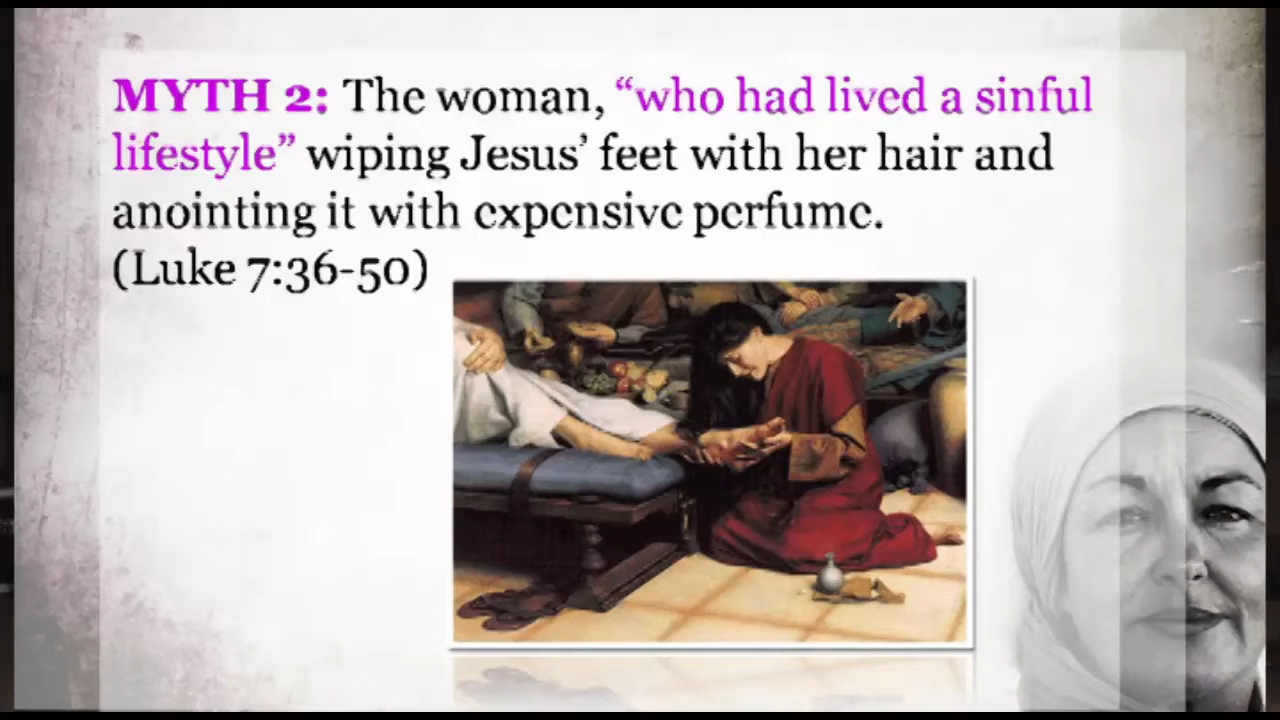 MYTH 2: The woman, “who had lived a sinful
lifestyle” wiping Jesus’ feet with her hair and
anointing it with expensive perfume.
(Luke 7:36-50)